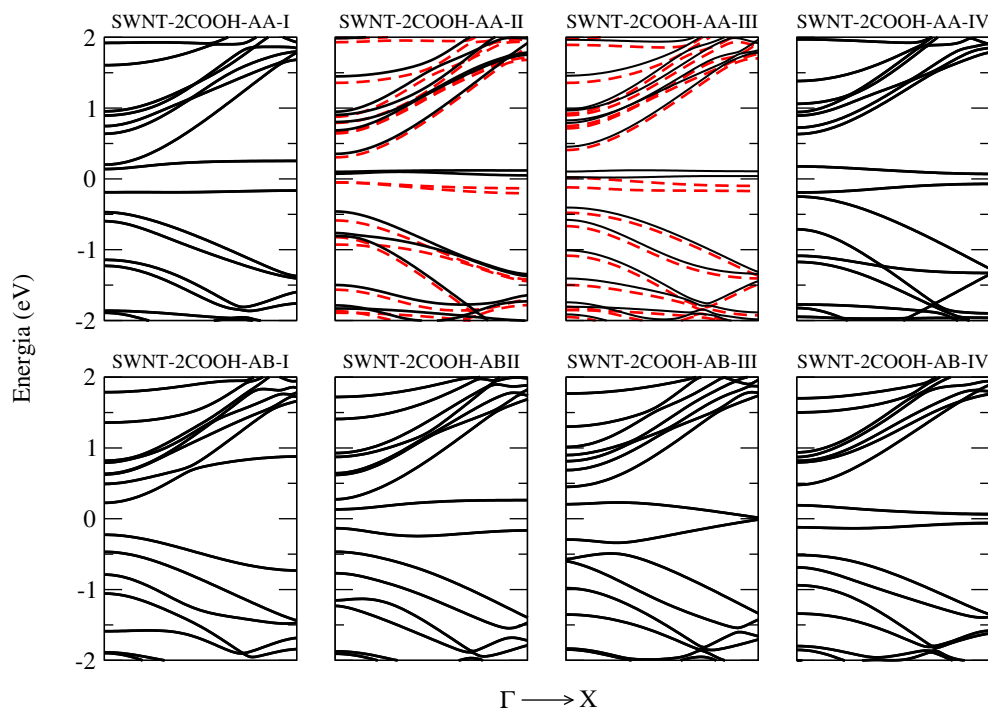 SWNT-2COOH-AA-I SWNT-2COOH-AA-II SWNT-2COOH-AA-III SWNT-2COOH-AA-IV
2
1
0
-1
-2
Energia (eV)
SWNT-2COOH-AB-I SWNT-2COOH-ABII SWNT-2COOH-AB-III SWNT-2COOH-AB-IV
2
1
0
-1
-2
Γ → X